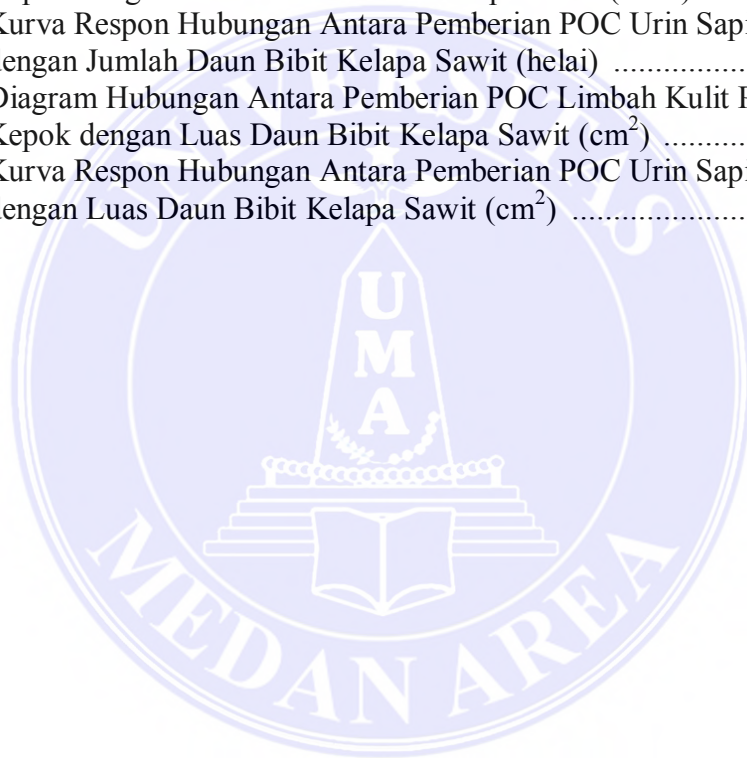 Kurva Respon Hubungan Antara Pemberian POC Urin Sapi
dengan Jumlah Daun Bibit Kelapa Sawit (helai) ..................
Diagram Hubungan Antara Pemberian POC Limbah Kulit
Kepok dengan Luas Daun Bibit Kelapa Sawit (cm²) ...........
Kurva Respon Hubungan Antara Pemberian POC Urin Sapi
dengan Luas Daun Bibit Kelapa Sawit (cm²) .....................
UNIVERSITAS
U
M
A
MEDAN AREA